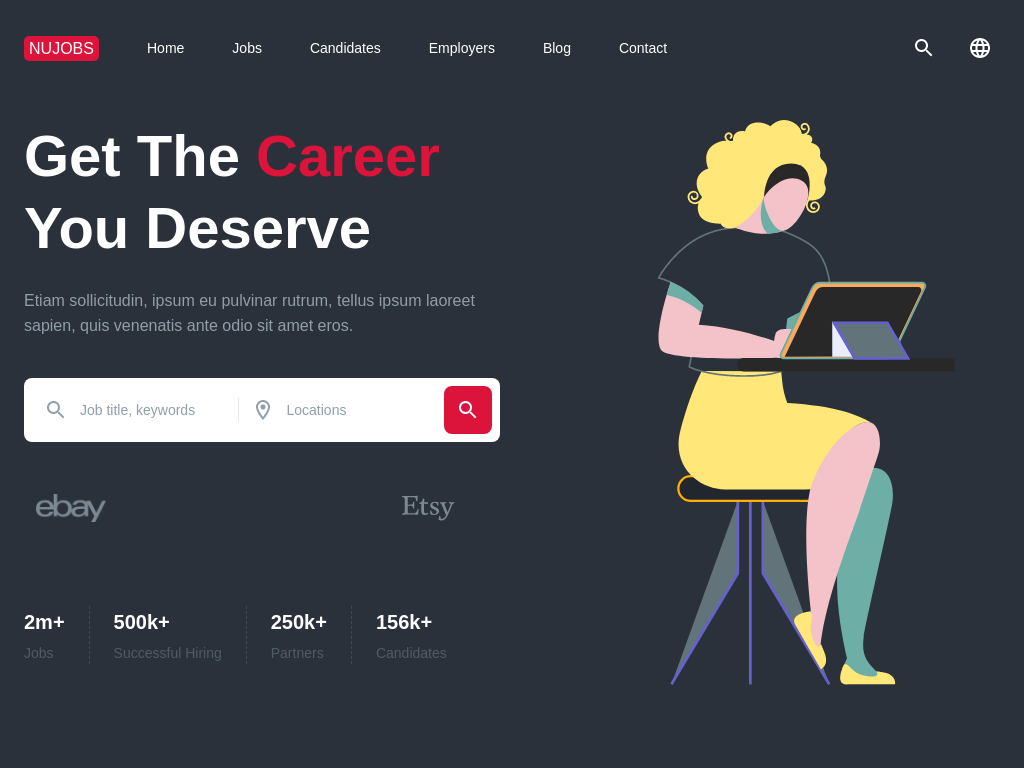 NUJOBS
Home
Jobs
Candidates
Employers
Blog
Contact
Get The Career
You Deserve
Etiam sollicitudin, ipsum eu pulvinar rutrum, tellus ipsum laoreet
sapien, quis venenatis ante odio sit amet eros.
Job title, keywords
Locations
ebay
Etsy
2m+
Jobs
500k+
Successful Hiring
250k+
Partners
156k+
Candidates